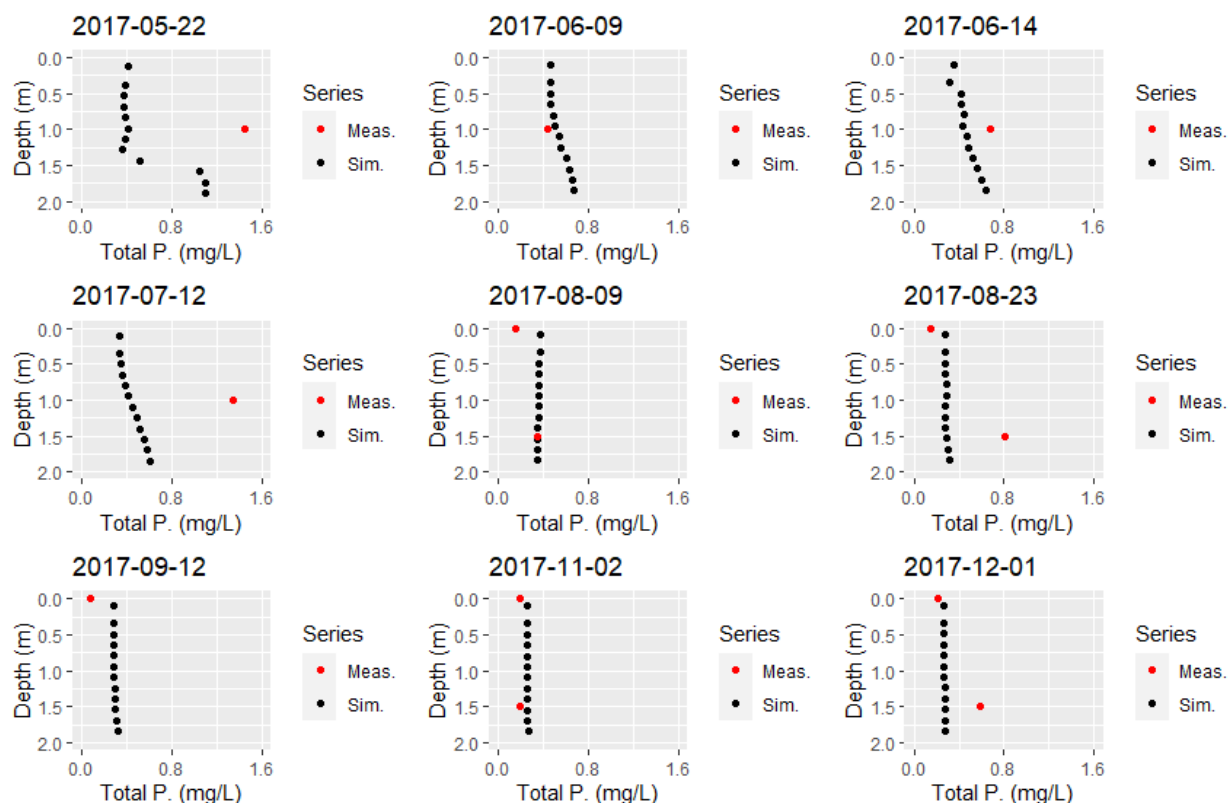 2017-05-22
0.0
0.5
1.0
1.5
2.0
Depth (m)
0.0 0.8 1.6
Total P. (mg/L)
Series
Meas.
Sim.
2017-06-09
0.0
0.5
1.0
1.5
2.0
Depth (m)
0.0 0.8 1.6
Total P. (mg/L)
Series
Meas.
Sim.
2017-06-14
0.0
0.5
1.0
1.5
2.0
Depth (m)
0.0 0.8 1.6
Total P. (mg/L)
Series
Meas.
Sim.
2017-07-12
0.0
0.5
1.0
1.5
2.0
Depth (m)
0.0 0.8 1.6
Total P. (mg/L)
Series
Meas.
Sim.
2017-08-09
0.0
0.5
1.0
1.5
2.0
Depth (m)
0.0 0.8 1.6
Total P. (mg/L)
Series
Meas.
Sim.
2017-08-23
0.0
0.5
1.0
1.5
2.0
Depth (m)
0.0 0.8 1.6
Total P. (mg/L)
Series
Meas.
Sim.
2017-09-12
0.0
0.5
1.0
1.5
2.0
Depth (m)
0.0 0.8 1.6
Total P. (mg/L)
Series
Meas.
Sim.
2017-11-02
0.0
0.5
1.0
1.5
2.0
Depth (m)
0.0 0.8 1.6
Total P. (mg/L)
Series
Meas.
Sim.
2017-12-01
0.0
0.5
1.0
1.5
2.0
Depth (m)
0.0 0.8 1.6
Total P. (mg/L)
Series
Meas.
Sim.